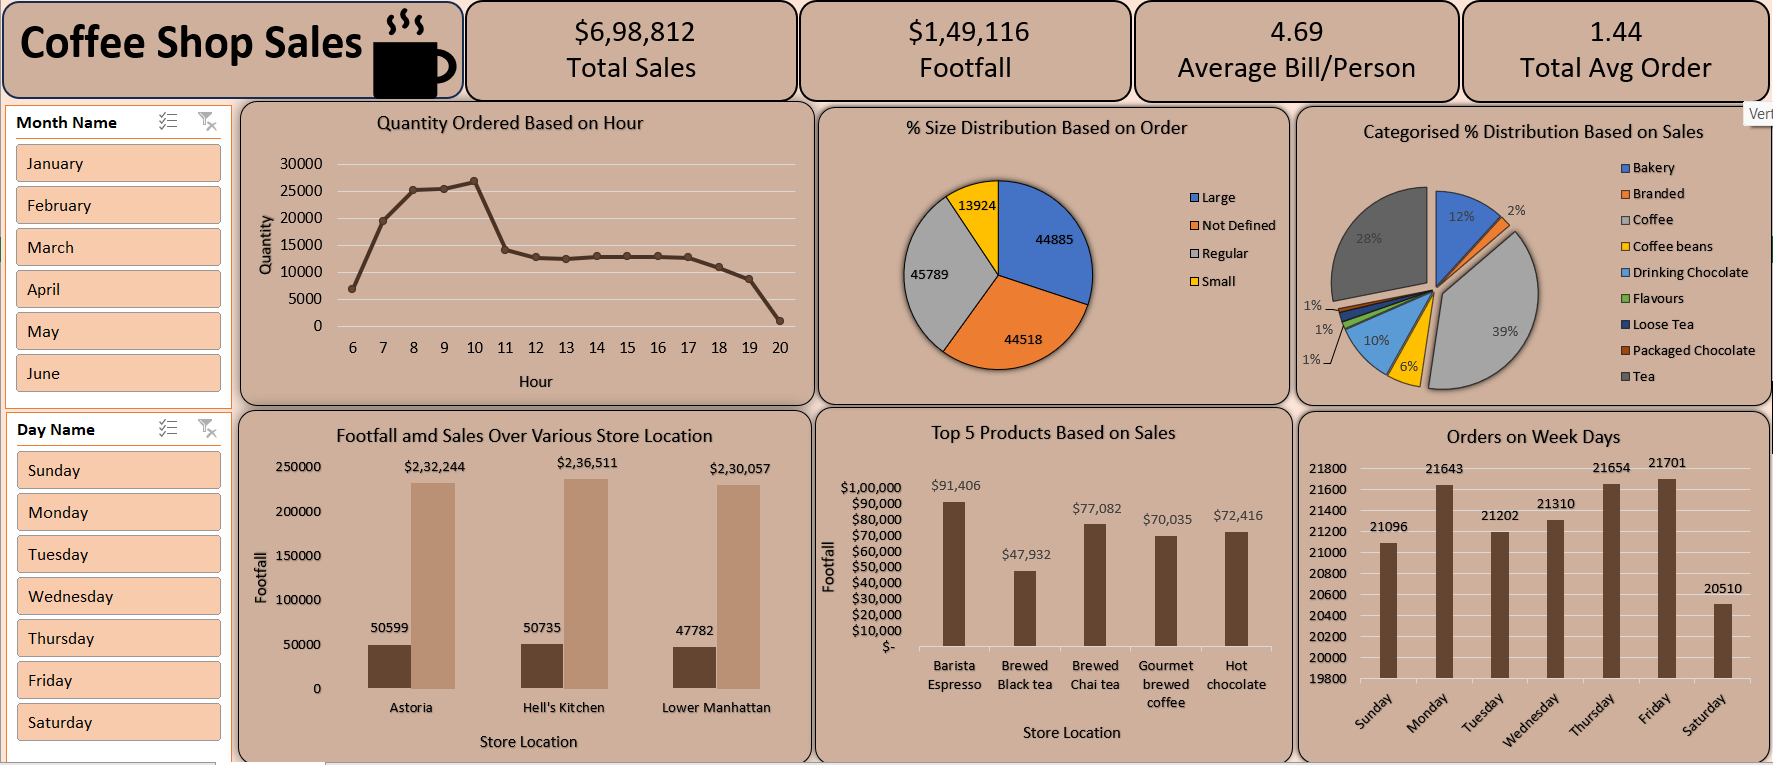 Coffee Shop Sales
$6,98,812
Total Sales
$1,49,116
Footfall
4.69
Average Bill/Person
1.44
Total Avg Order
Vert
Month Name
January
February
March
April
May
June
Day Name
Sunday
Monday
Tuesday
Wednesday
Thursday
Friday
Saturday
Quantity Ordered Based on Hour
Quantity
30000
25000
20000
15000
10000
5000
0
6 7 8 9 10 11 12 13 14 15 16 17 18 19 20
Hour
% Size Distribution Based on Order
13924
44885
45789
44518
Large
Not Defined
Regular
Small
Categorised % Distribution Based on Sales
12%
2%
28%
39%
1%
1%
1%
10%
6%
Bakery
Branded
Coffee
Coffee beans
Drinking Chocolate
Flavours
Loose Tea
Packaged Chocolate
Tea
Footfall amd Sales Over Various Store Location
Footfall
250000
200000
150000
100000
50000
0
$2,32,244
$2,36,511
$2,30,057
50599
50735
47782
Astoria
Hell's Kitchen
Lower Manhattan
Store Location
Top 5 Products Based on Sales
Footfall
$1,00,000
$90,000
$80,000
$70,000
$60,000
$50,000
$40,000
$30,000
$20,000
$10,000
$-
$91,406
$47,932
$77,082
$70,035
$72,416
Barista
Espresso
Brewed
Black tea
Brewed
Chai tea
Gourmet
brewed
coffee
Hot
chocolate
Store Location
Orders on Week Days
21800
21600
21400
21200
21000
20800
20600
20400
20200
20000
19800
21096
21643
21202
21310
21654
21701
20510
Sunday
Monday
Tuesday
Wednesday
Thursday
Friday
Saturday